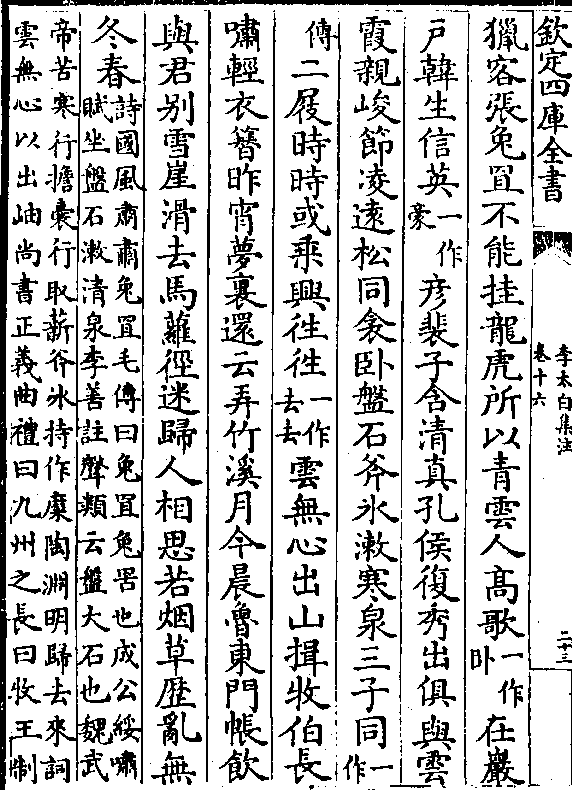 欽定四庫全書
李太白集注
卷十六
二十三
獵客張兔罝不能挂龍虎所以青雲人高歌一作卧在巖
戶韓生信英一作豪彦裴子含清真孔侯復秀出俱與雲
霞親峻節凌遠松同衾卧盤石斧氷漱寒泉三子同一作
傳二屐時時或乘興徃徃一作去去雲無心出山揖牧伯長
嘯輕衣簪昨宵夢裏還云弄竹溪月今晨魯東門帳飲
與君别雪崖滑去馬蘿徑迷歸人相思若烟草歴亂無
冬春詩國風肅肅兔罝毛傳曰兔罝兔罟也成公綏嘯
賦坐盤石漱清泉李善註聲類云盤大石也魏武
帝苦寒行擔囊行取薪斧氷持作糜陶淵明歸去來詞
雲無心以出岫尚書正義曲禮曰九州之長曰牧王制